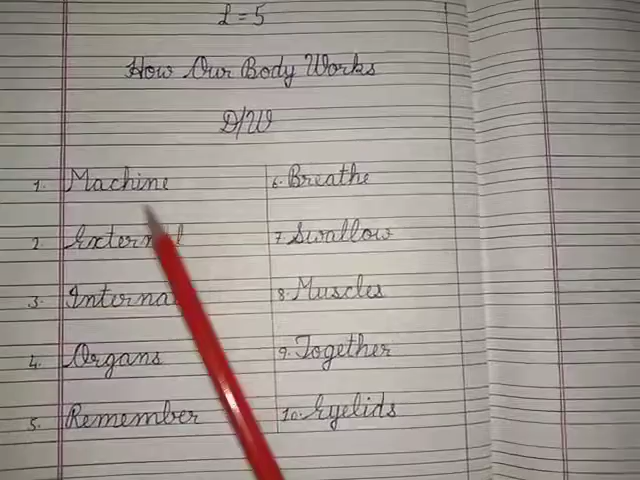 L = 5
How Our Body Works
D/W
1. Machine
2. External
3. Internal
4. Organs
5. Remember
6. Breathe
7. Swallow
8. Muscles
9. Together
10. Eyelids